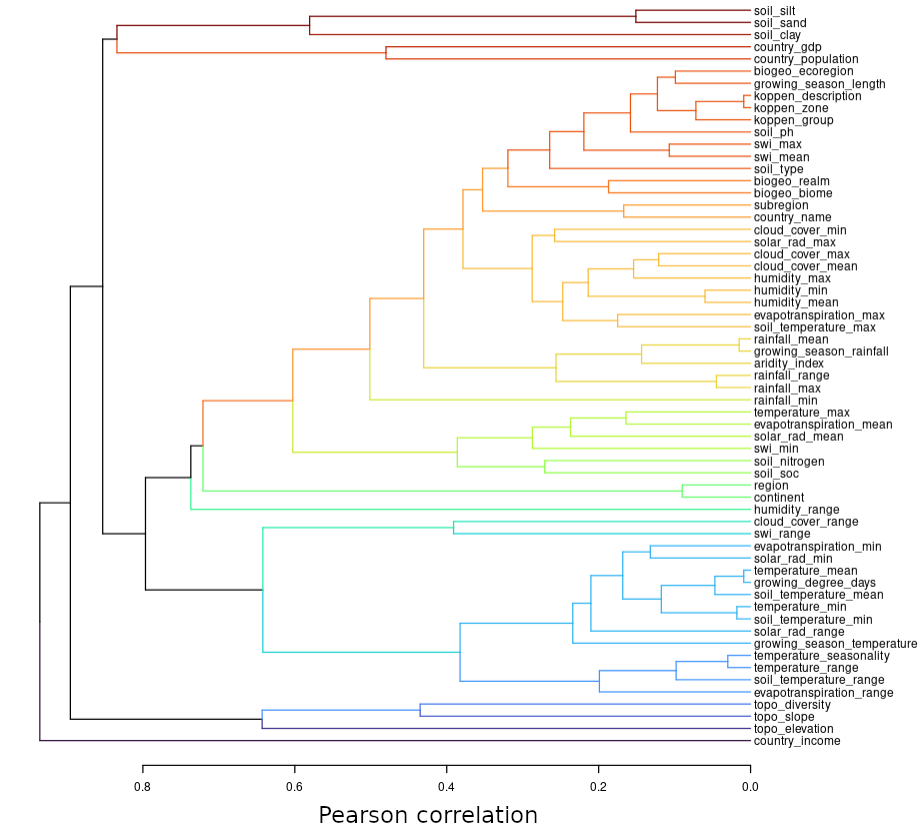 soil_silt
soil_sand
soil_clay
country_gdp
country_population
biogeo_ecoregion
growing_season_length
koppen_description
koppen_zone
koppen_group
soil_ph
swi_max
swi_mean
soil_type
biogeo_realm
biogeo_biome
subregion
country_name
cloud_cover_min
solar_rad_max
cloud_cover_max
cloud_cover_mean
humidity_max
humidity_min
humidity_mean
evapotranspiration_max
soil_temperature_max
rainfall_mean
growing_season_rainfall
aridity_index
rainfall_range
rainfall_max
rainfall_min
temperature_max
evapotranspiration_mean
solar_rad_mean
swi_min
soil_nitrogen
soil_soc
region
continent
humidity_range
cloud_cover_range
swi_range
evapotranspiration_min
solar_rad_min
temperature_mean
growing_degree_days
soil_temperature_mean
temperature_min
soil_temperature_min
solar_rad_range
growing_season_temperature
temperature_seasonality
temperature_range
soil_temperature_range
evapotranspiration_range
topo_diversity
topo_slope
topo_elevation
country_income
0.8 0.6 0.4 0.2 0.0
Pearson correlation